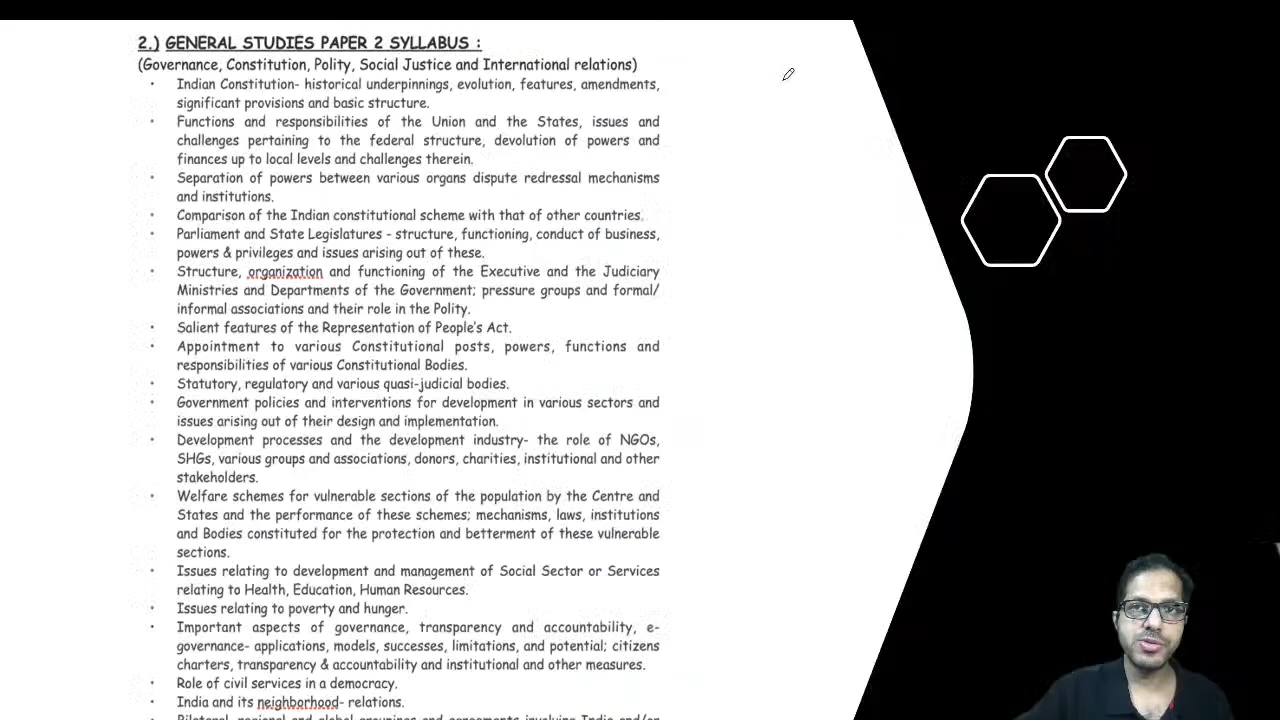 2.) GENERAL STUDIES PAPER 2 SYLLABUS :
(Governance, Constitution, Polity, Social Justice and International relations)
• Indian Constitution- historical underpinnings, evolution, features, amendments,
significant provisions and basic structure.
• Functions and responsibilities of the Union and the States, issues and
challenges pertaining to the federal structure, devolution of powers and
finances up to local levels and challenges therein.
• Separation of powers between various organs dispute redressal mechanisms
and institutions.
• Comparison of the Indian constitutional scheme with that of other countries.
• Parliament and State Legislatures - structure, functioning, conduct of business,
powers & privileges and issues arising out of these.
• Structure, organization and functioning of the Executive and the Judiciary
Ministries and Departments of the Government; pressure groups and formal/
informal associations and their role in the Polity.
• Salient features of the Representation of People's Act.
• Appointment to various Constitutional posts, powers, functions and
responsibilities of various Constitutional Bodies.
• Statutory, regulatory and various quasi-judicial bodies.
• Government policies and interventions for development in various sectors and
issues arising out of their design and implementation.
• Development processes and the development industry- the role of NGOs,
SHGs, various groups and associations, donors, charities, institutional and other
stakeholders.
• Welfare schemes for vulnerable sections of the population by the Centre and
States and the performance of these schemes; mechanisms, laws, institutions
and Bodies constituted for the protection and betterment of these vulnerable
sections.
• Issues relating to development and management of Social Sector or Services
relating to Health, Education, Human Resources.
• Issues relating to poverty and hunger.
• Important aspects of governance, transparency and accountability, e-
governance- applications, models, successes, limitations, and potential; citizens
charters, transparency & accountability and institutional and other measures.
• Role of civil services in a democracy.
• India and its neighborhood- relations.
• Bilateral, regional and global groupings and agreements involving India and/or